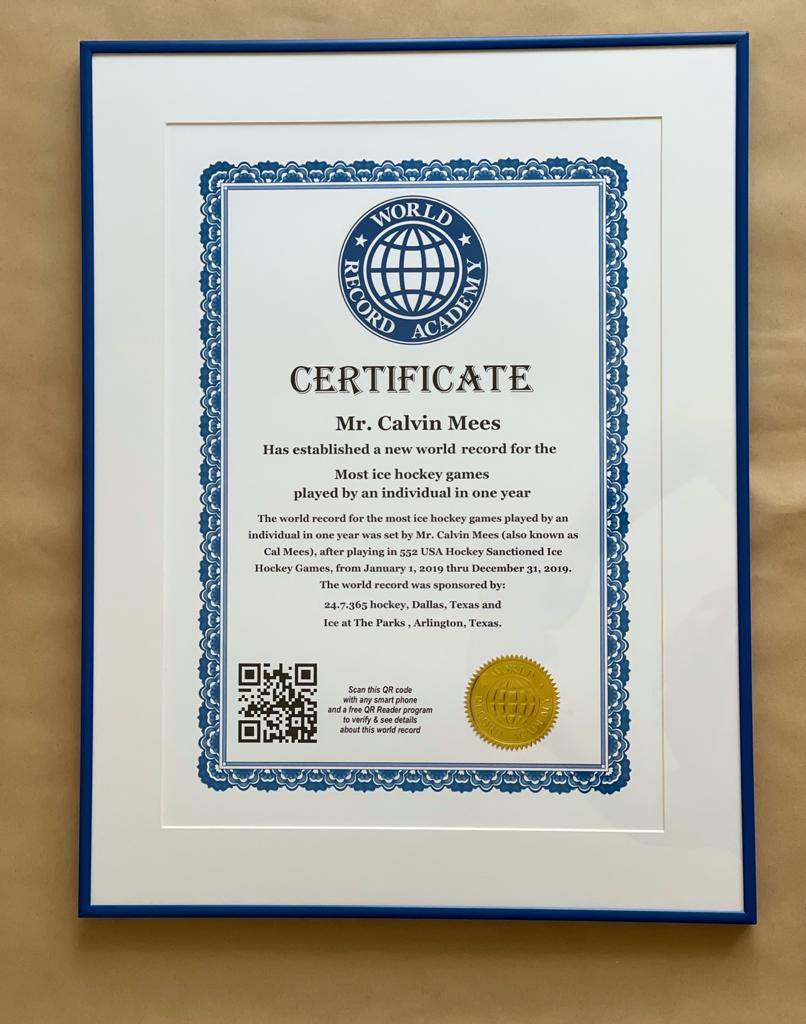 WORLD
RECORD ACADEMY
CERTIFICATE
Mr. Calvin Mees
Has established a new world record for the
Most ice hockey games
played by an individual in one year
The world record for the most ice hockey games played by an
individual in one year was set by Mr. Calvin Mees (also known as
Cal Mees), after playing in 552 USA Hockey Sanctioned Ice
Hockey Games, from January 1, 2019 thru December 31, 2019.
The world record was sponsored by:
24.7.365 hockey, Dallas, Texas and
Ice at The Parks , Arlington, Texas.
Scan this QR code
with any smart phone
and a free QR Reader program
to verify & see details
about this world record
WORLD
RECORD ACADEMY